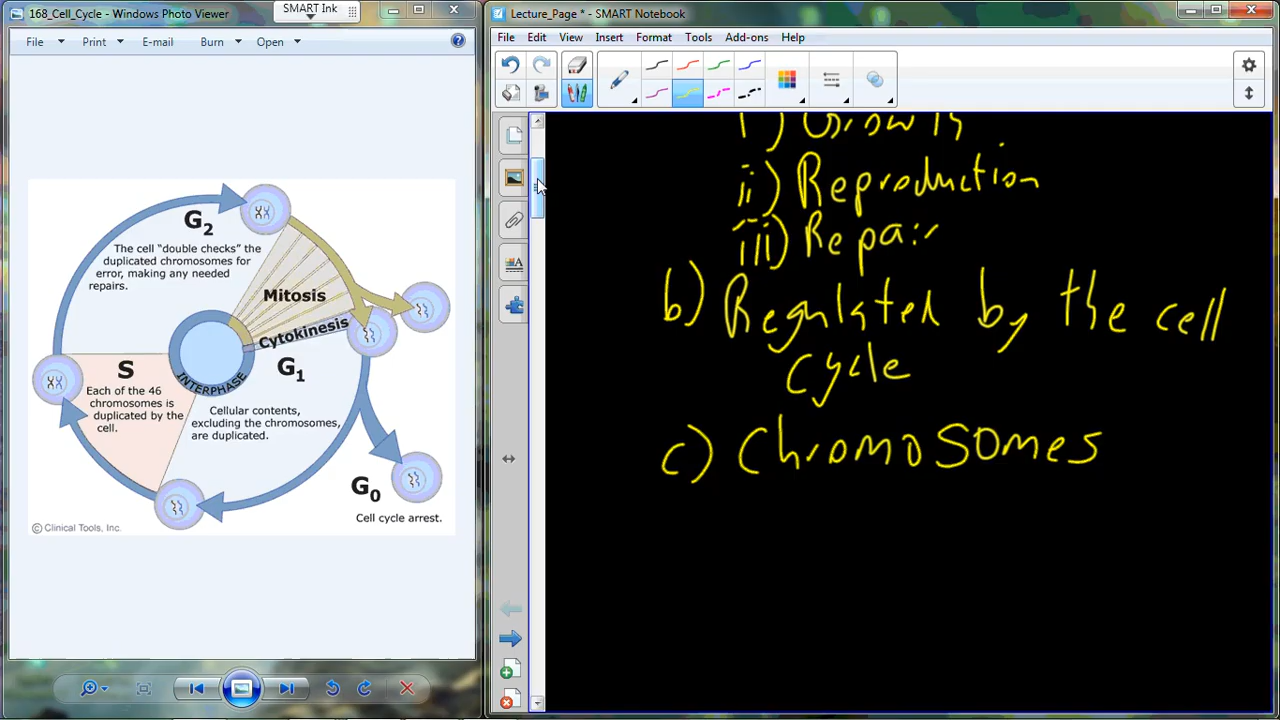 168_Cell_Cycle - Windows Photo Viewer
SMART Ink
File Print E-mail Burn Open
G2
The cell "double checks" the
duplicated chromosomes for
error, making any needed
repairs.
Mitosis
Cytokinesis
INTERPHASE
S
Each of the 46
chromosomes is
duplicated by the
cell.
G1
Cellular contents,
excluding the chromosomes,
are duplicated.
G0
Cell cycle arrest.
© Clinical Tools, Inc.
Lecture_Page * - SMART Notebook
File Edit View Insert Format Tools Add-ons Help
i) Growth
ii) Reproduction
iii) Repair
b) Regulated by the cell
cycle
c) Chromosomes